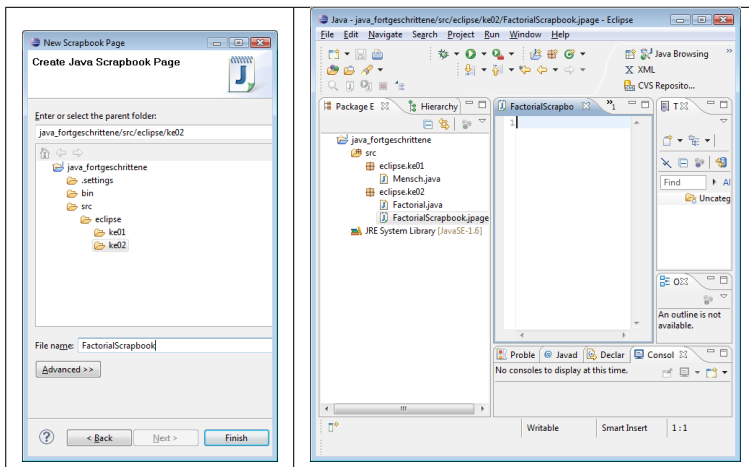 New Scrapbook Page
Create Java Scrapbook Page
Enter or select the parent folder:
java_fortgeschrittene/src/eclipse/ke02
java_fortgeschrittene
.settings
bin
src
eclipse
ke01
ke02
File name: FactorialScrapbook
Advanced >>
< Back Next > Finish
Java - java_fortgeschrittene/src/eclipse/ke02/FactorialScrapbook.jpage - Eclipse
File Edit Navigate Search Project Run Window Help
Java Browsing
XML
CVS Reposito...
Package E Hierarchy
java_fortgeschrittene
src
eclipse.ke01
Mensch.java
eclipse.ke02
Factorial.java
FactorialScrapbook.jpage
JRE System Library [JavaSE-1.6]
FactorialScrapbo
1
T
Find Al
Uncateg
O
An outline is not
available.
Proble Javad Declar Consol
No consoles to display at this time.
Writable Smart Insert 1:1